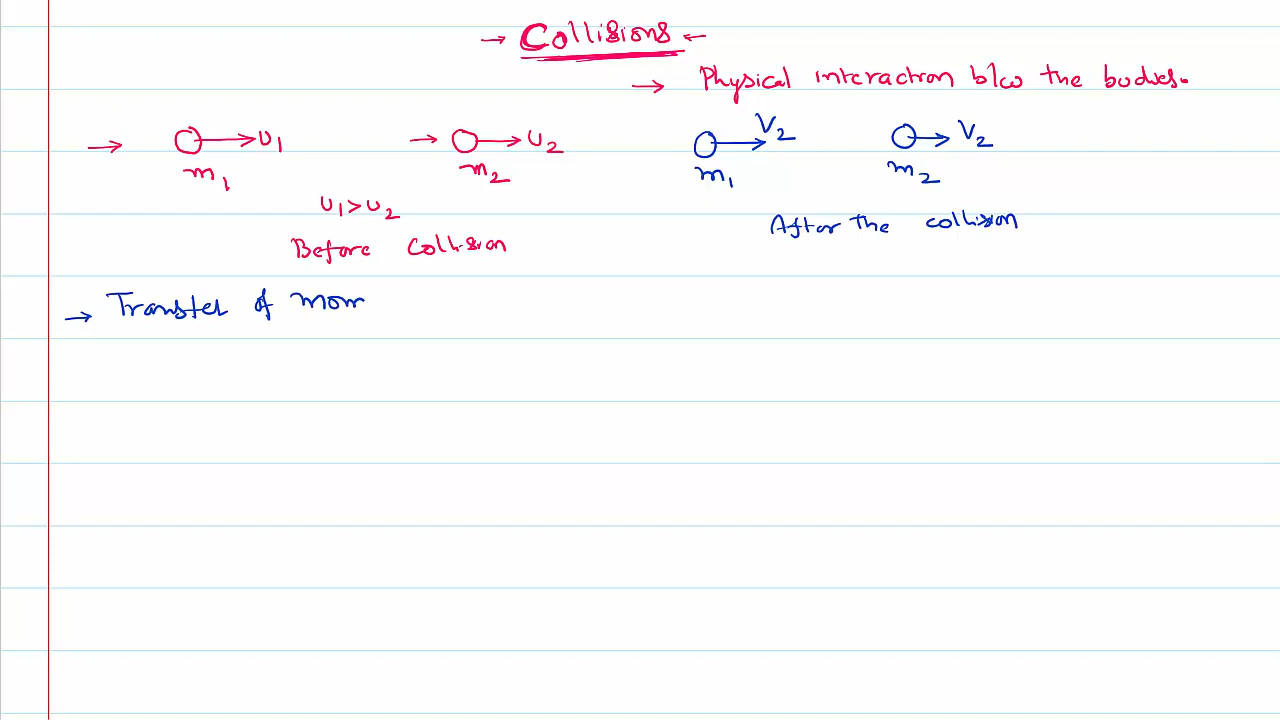 → Collisions ←
→ Physical interaction b/w the bodies.
→ U1 → U2 V2 V2
m1 m2 m1 m2
U1 > U2
Before Collision After the collision
→ Transfer of mom